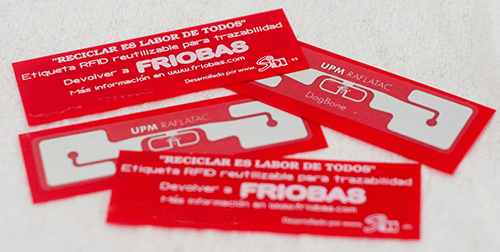 "RECICLAR ES LABOR DE TODOS"
Etiqueta RFID reutilizable para trazabilidad
Devolver a FRIOBAS
Más información en www.friobas.com
Desarrollado por www. .es
UPM RAFLATAC
DogBone
UPM RAFLATAC
"RECICLAR ES LABOR DE TODOS"
Etiqueta RFID reutilizable para trazabilidad
Devolver a FRIOBAS
Más información en www.friobas.com
Desarrollado por www. .es